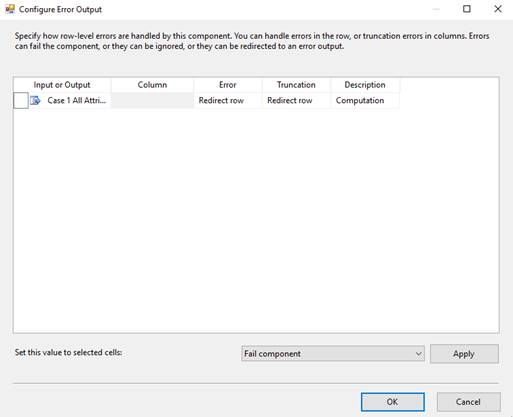 Configure Error Output
Specify how row-level errors are handled by this component. You can handle errors in the row, or truncation errors in columns. Errors
can fail the component, or they can be ignored, or they can be redirected to an error output.
Input or Output Column Error Truncation Description
Case 1 All Attri... Redirect row Redirect row Computation
Set this value to selected cells: Fail component Apply
OK Cancel